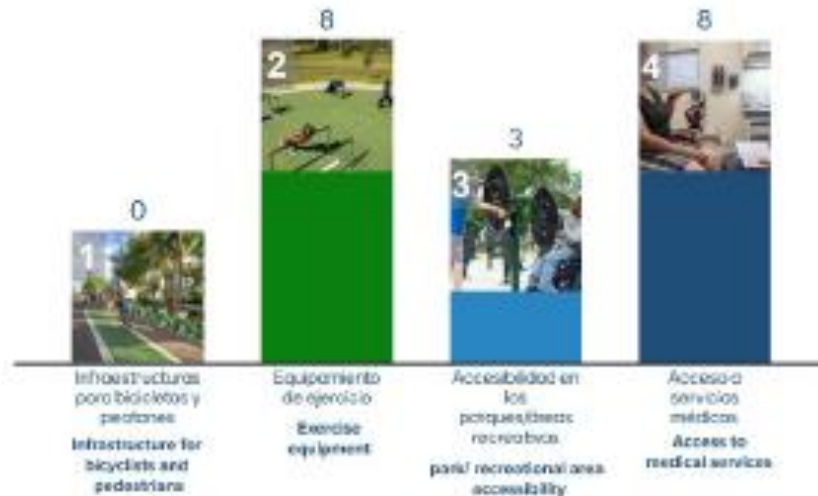 0
8
3
8
1
2
3
4
Infraestructuras
para bicicletas y
peatones
Infrastructure for
bicyclists and
pedestrians
Equipamiento
de ejercicio
Exercise
equipment
Accesibilidad en
los
parques/áreas
recreativas
park/ recreational area
accessibility
Acceso a
servicios
médicos
Access to
medical services